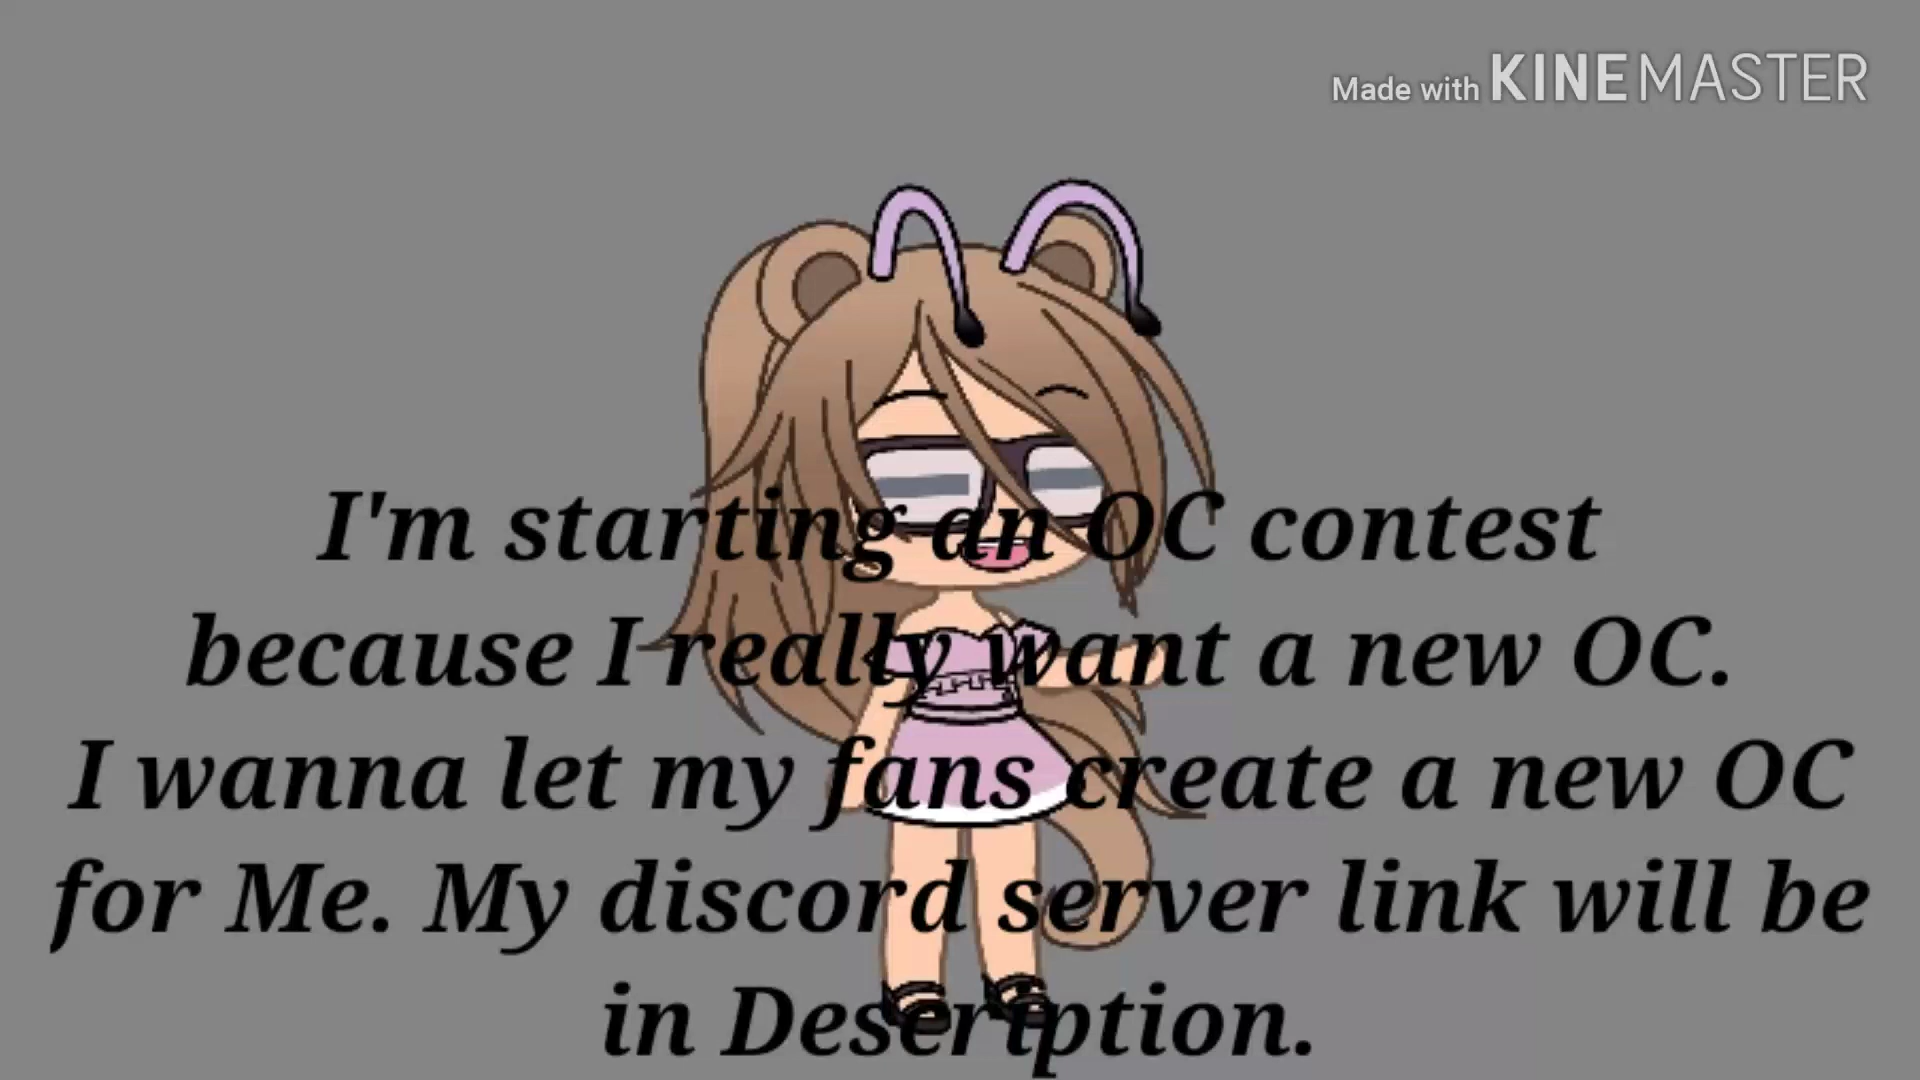 Made with KINEMASTER
I'm starting an OC contest
because I really want a new OC.
I wanna let my fans create a new OC
for Me. My discord server link will be
in Description.